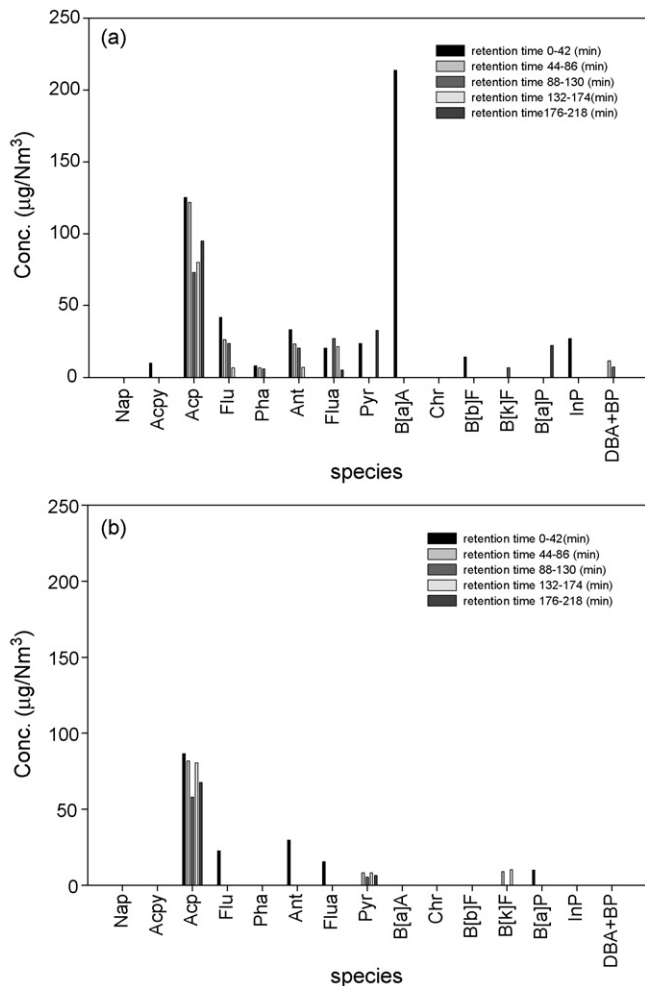 250
(a)
retention time 0-42 (min)
retention time 44-86 (min)
retention time 88-130 (min)
retention time 132-174(min)
retention time176-218 (min)
200
150
100
50
0
Conc. (µg/Nm³)
Nap
Acpy
Acp
Flu
Pha
Ant
Flua
Pyr
B[a]A
Chr
B[b]F
B[k]F
B[a]P
InP
DBA+BP
species
250
(b)
retention time 0-42(min)
retention time 44-86 (min)
retention time 88-130 (min)
retention time 132-174 (min)
retention time 176-218 (min)
200
150
100
50
0
Conc. (µg/Nm³)
Nap
Acpy
Acp
Flu
Pha
Ant
Flua
Pyr
B[a]A
Chr
B[b]F
B[k]F
B[a]P
InP
DBA+BP
species